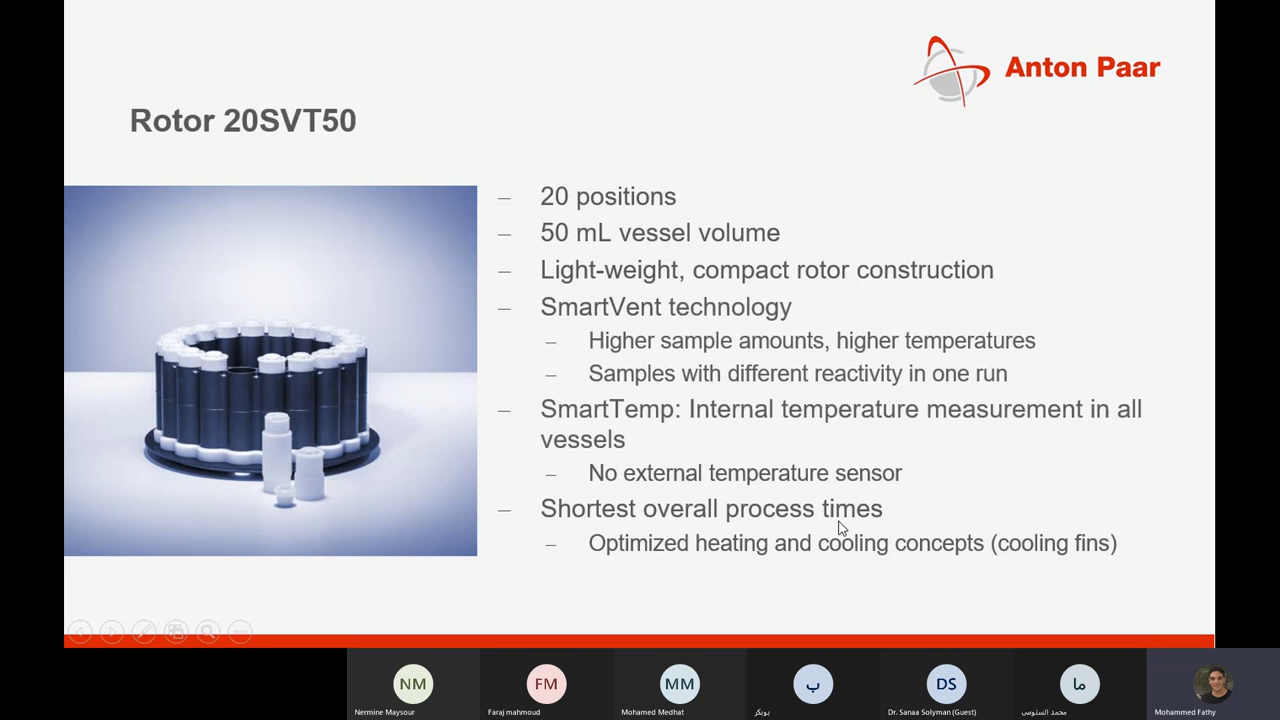 Anton Paar
Rotor 20SVT50
– 20 positions
– 50 mL vessel volume
– Light-weight, compact rotor construction
– SmartVent technology
– Higher sample amounts, higher temperatures
– Samples with different reactivity in one run
– SmartTemp: Internal temperature measurement in all
vessels
– No external temperature sensor
– Shortest overall process times
– Optimized heating and cooling concepts (cooling fins)
NM
FM
MM
ب
DS
ما
Nermine Maysour
Faraj mahmoud
Mohamed Medhat
بوبكر
Dr. Sanaa Solyman (Guest)
محمد السنوسى
Mohammed Fathy